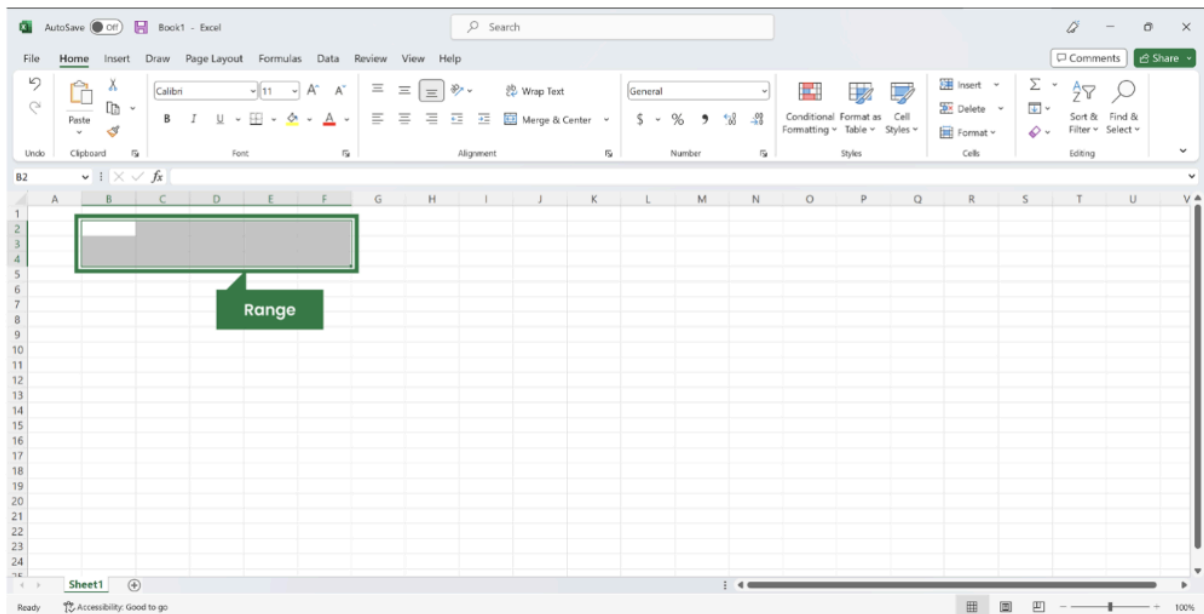 AutoSave Off Book1 - Excel Search
File Home Insert Draw Page Layout Formulas Data Review View Help Comments Share
Calibri 11 A^ A˅ Wrap Text General Insert Σ
Paste B I U A Merge & Center $ % 9 Conditional Formatting Format as Table Cell Styles Delete Format Sort & Filter Find & Select
Undo Clipboard Font Alignment Number Styles Cells Editing
B2 fx
A B C D E F G H I J K L M N O P Q R S T U V
1
2
3
4
5
6
Range
7
8
9
10
11
12
13
14
15
16
17
18
19
20
21
22
23
24
25
Sheet1
Ready Accessibility: Good to go 100%